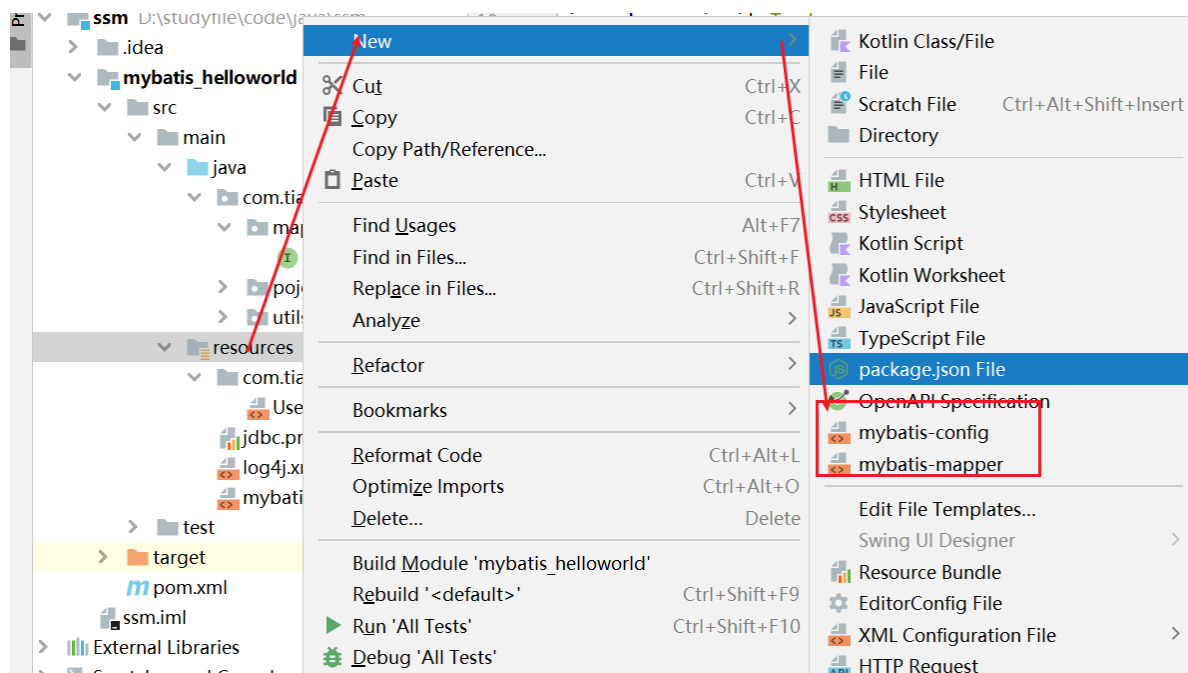 ssm D:\studyfile\code\java\ssm
.idea
mybatis_helloworld
src
main
java
com.tia
map
I
poj
utils
resources
com.tia
Use
jdbc.pr
log4j.x
mybati
test
target
pom.xml
ssm.iml
External Libraries
New
Cut Ctrl+X
Copy Ctrl+C
Copy Path/Reference...
Paste Ctrl+V
Find Usages Alt+F7
Find in Files... Ctrl+Shift+F
Replace in Files... Ctrl+Shift+R
Analyze
Refactor
Bookmarks
Reformat Code Ctrl+Alt+L
Optimize Imports Ctrl+Alt+O
Delete... Delete
Build Module 'mybatis_helloworld'
Rebuild '<default>' Ctrl+Shift+F9
Run 'All Tests' Ctrl+Shift+F10
Debug 'All Tests'
Kotlin Class/File
File
Scratch File Ctrl+Alt+Shift+Insert
Directory
HTML File
Stylesheet
Kotlin Script
Kotlin Worksheet
JavaScript File
TypeScript File
package.json File
OpenAPI Specification
mybatis-config
mybatis-mapper
Edit File Templates...
Swing UI Designer
Resource Bundle
EditorConfig File
XML Configuration File
HTTP Request